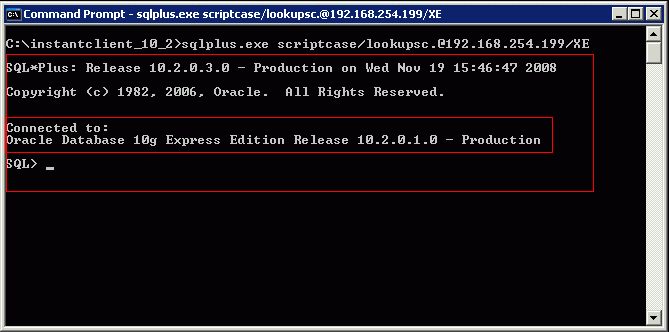 Command Prompt - sqlplus.exe scriptcase/lookupsc.@192.168.254.199/XE
C:\instantclient_10_2>sqlplus.exe scriptcase/lookupsc.@192.168.254.199/XE
SQL*Plus: Release 10.2.0.3.0 - Production on Wed Nov 19 15:46:47 2008
Copyright (c) 1982, 2006, Oracle.  All Rights Reserved.
Connected to:
Oracle Database 10g Express Edition Release 10.2.0.1.0 - Production
SQL> _